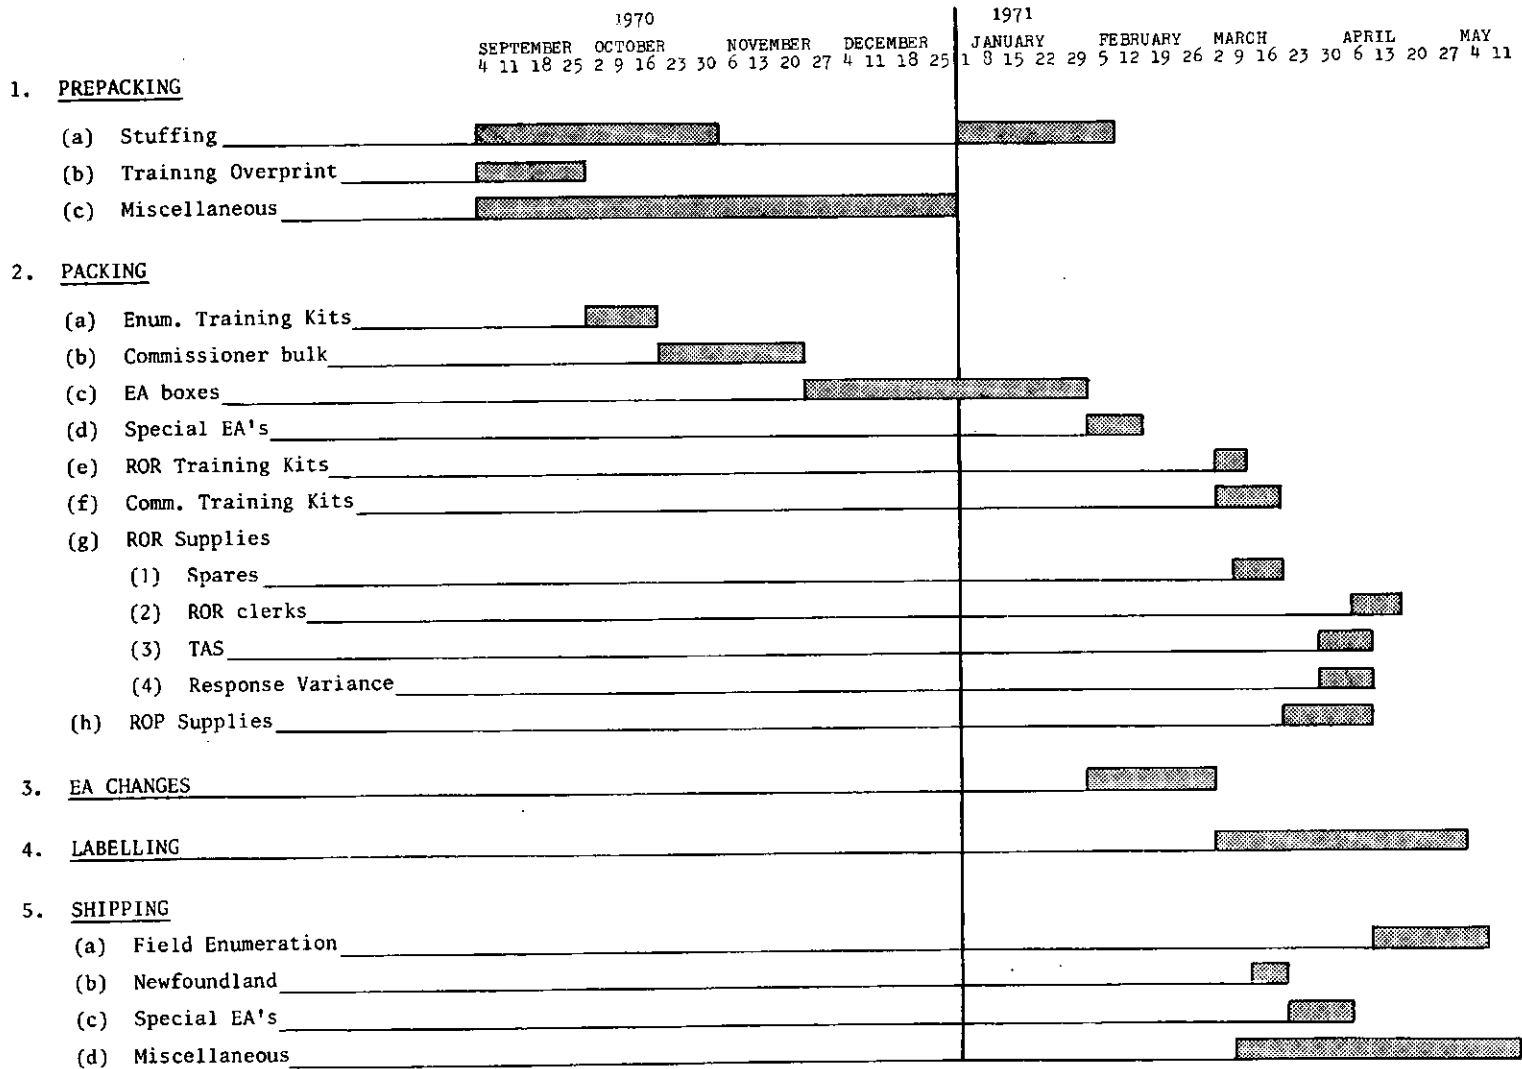 1970 1971
SEPTEMBER OCTOBER NOVEMBER DECEMBER JANUARY FEBRUARY MARCH APRIL MAY
4 11 18 25 2 9 16 23 30 6 13 20 27 4 11 18 25 1 8 15 22 29 5 12 19 26 2 9 16 23 30 6 13 20 27 4 11
1. PREPACKING
(a) Stuffing
(b) Training Overprint
(c) Miscellaneous
2. PACKING
(a) Enum. Training Kits
(b) Commissioner bulk
(c) EA boxes
(d) Special EA's
(e) ROR Training Kits
(f) Comm. Training Kits
(g) ROR Supplies
(1) Spares
(2) ROR clerks
(3) TAS
(4) Response Variance
(h) ROP Supplies
3. EA CHANGES
4. LABELLING
5. SHIPPING
(a) Field Enumeration
(b) Newfoundland
(c) Special EA's
(d) Miscellaneous